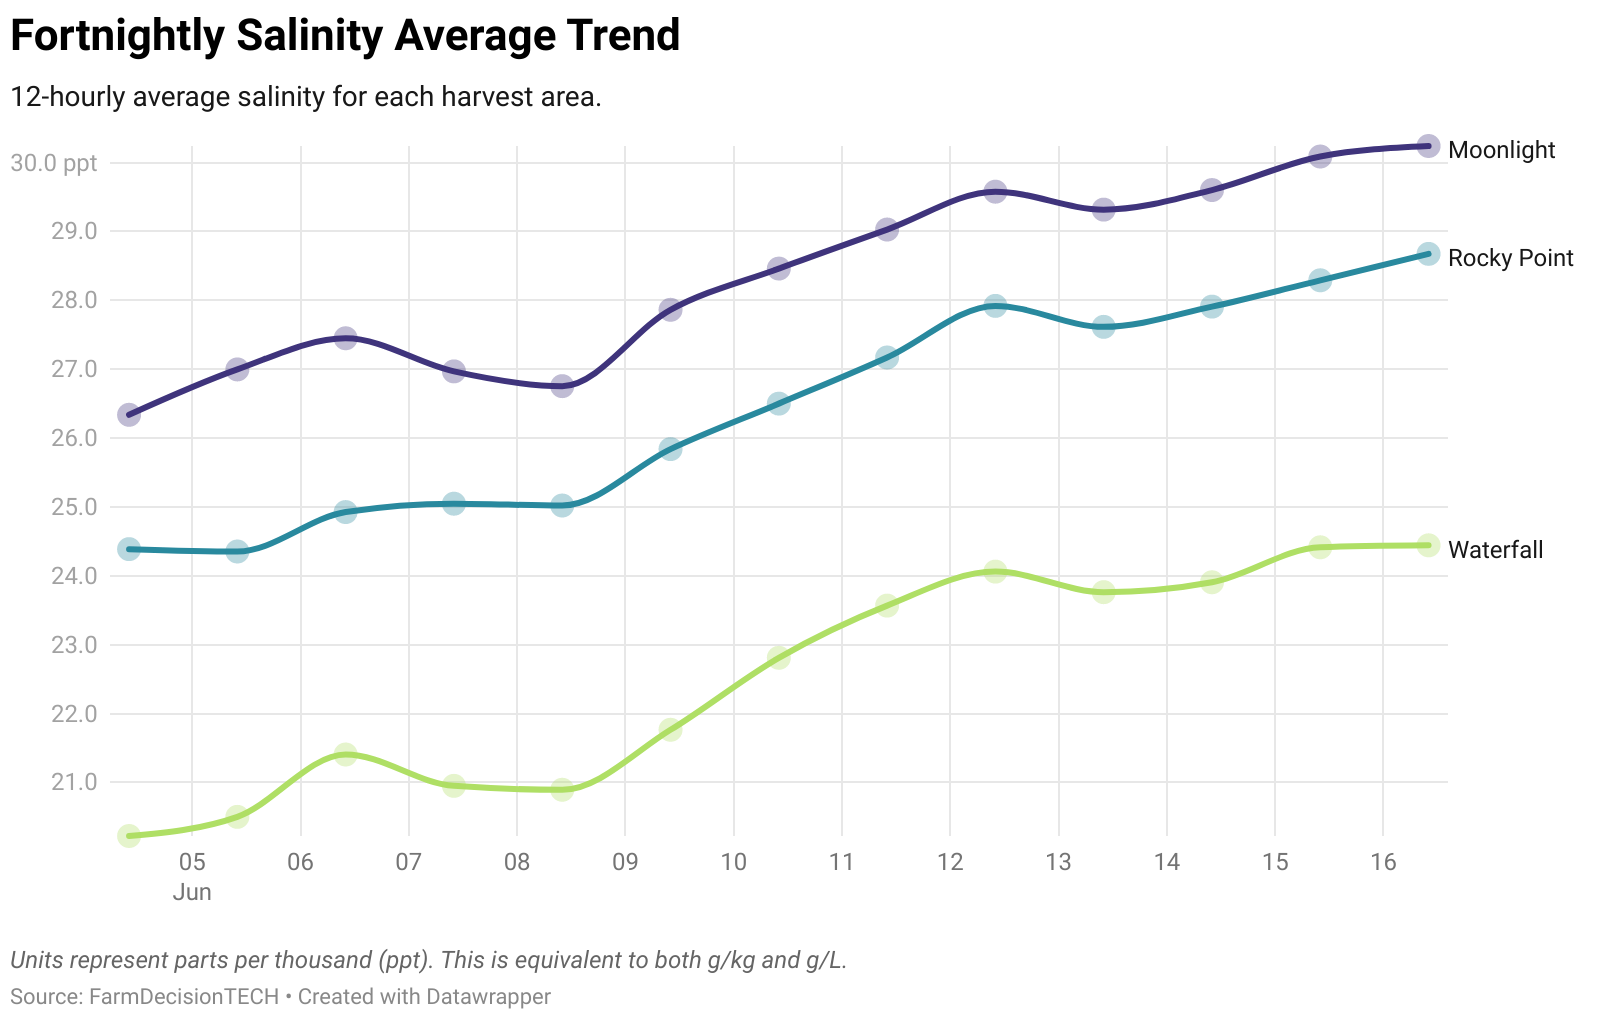 Fortnightly Salinity Average Trend
12-hourly average salinity for each harvest area.
30.0 ppt
29.0
28.0
27.0
26.0
25.0
24.0
23.0
22.0
21.0
Moonlight
Rocky Point
Waterfall
05 06 07 08 09 10 11 12 13 14 15 16
Jun
Units represent parts per thousand (ppt). This is equivalent to both g/kg and g/L.
Source: FarmDecisionTECH • Created with Datawrapper